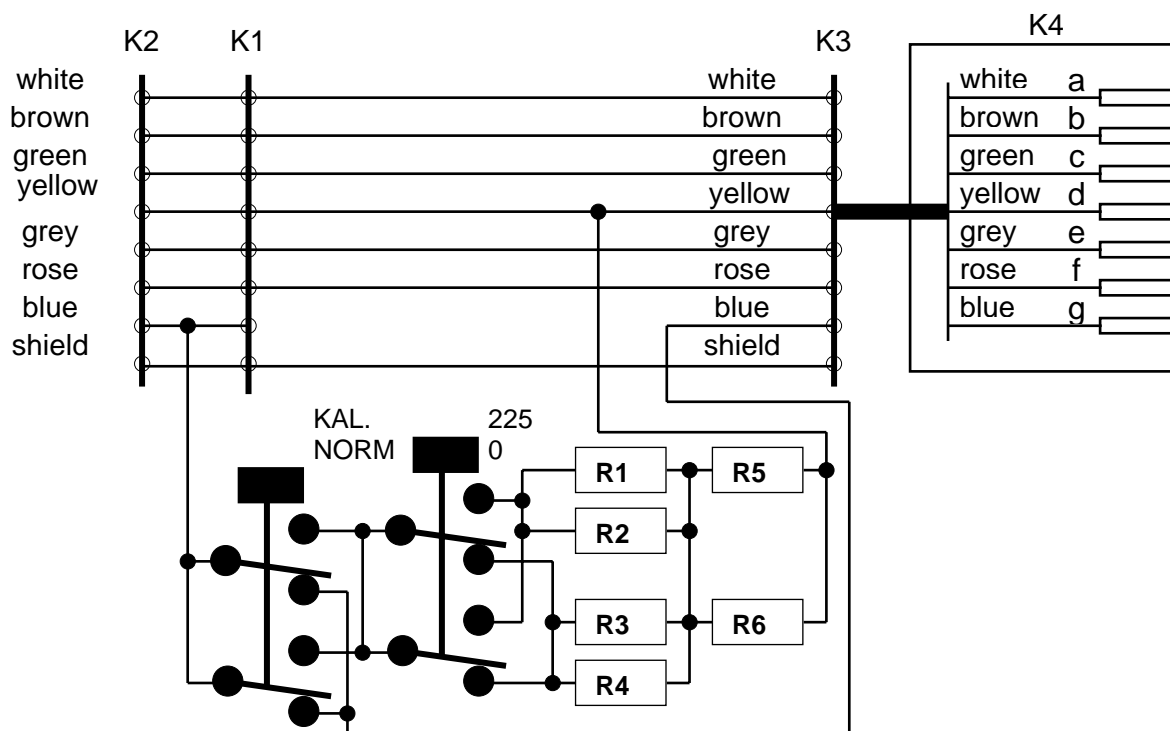 K4
K2 K1 K3
white white white a
brown brown brown b
green green green c
yellow yellow yellow d
grey grey grey e
rose rose rose f
blue blue blue g
shield shield
KAL. 225
NORM 0
R1 R5
R2
R3 R6
R4